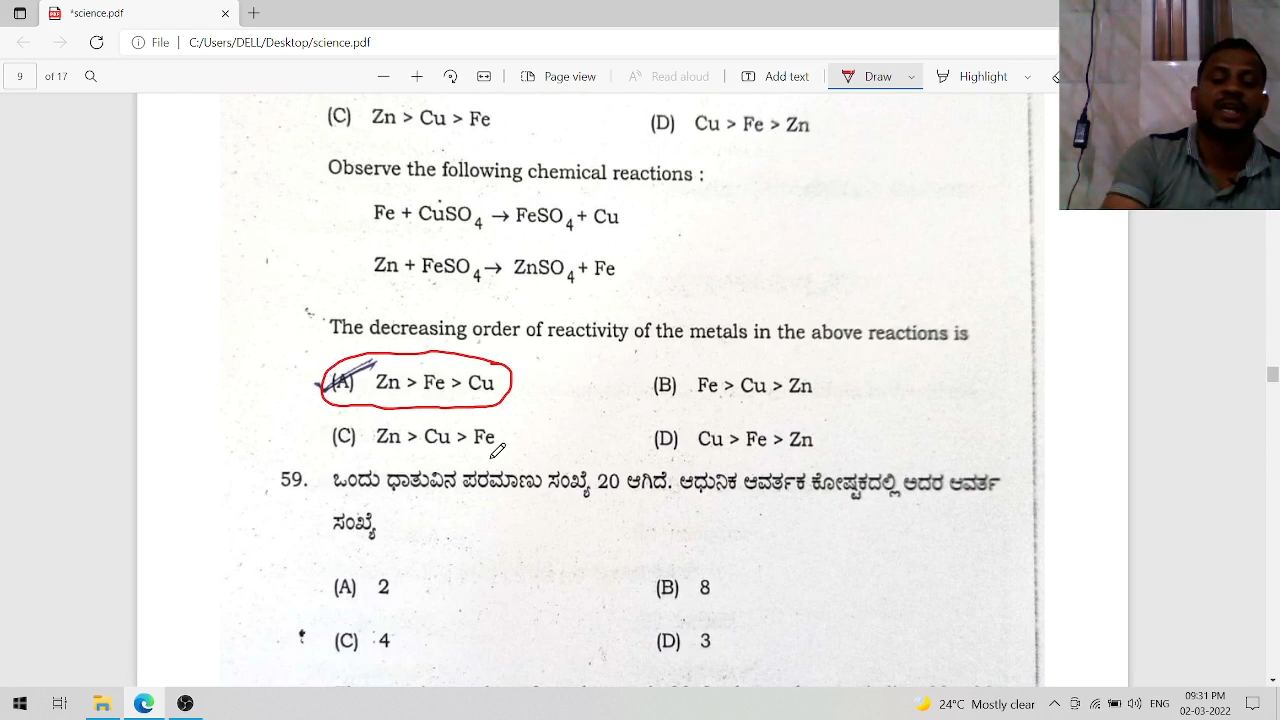 *science.pdf
File | C:/Users/DELL/Desktop/science.pdf
9 of 17 Page view Read aloud Add text Draw Highlight
(C) Zn > Cu > Fe (D) Cu > Fe > Zn
Observe the following chemical reactions :
Fe + CuSO4 → FeSO4 + Cu
Zn + FeSO4 → ZnSO4 + Fe
The decreasing order of reactivity of the metals in the above reactions is
(A) Zn > Fe > Cu (B) Fe > Cu > Zn
(C) Zn > Cu > Fe (D) Cu > Fe > Zn
59. ಒಂದು ಧಾತುವಿನ ಪರಮಾಣು ಸಂಖ್ಯೆ 20 ಆಗಿದೆ. ಆಧುನಿಕ ಆವರ್ತಕ ಕೋಷ್ಟಕದಲ್ಲಿ ಅದರ ಆವರ್ತ
ಸಂಖ್ಯೆ
(A) 2 (B) 8
(C) 4 (D) 3
24°C Mostly clear ENG 09:31 PM
02-03-2022